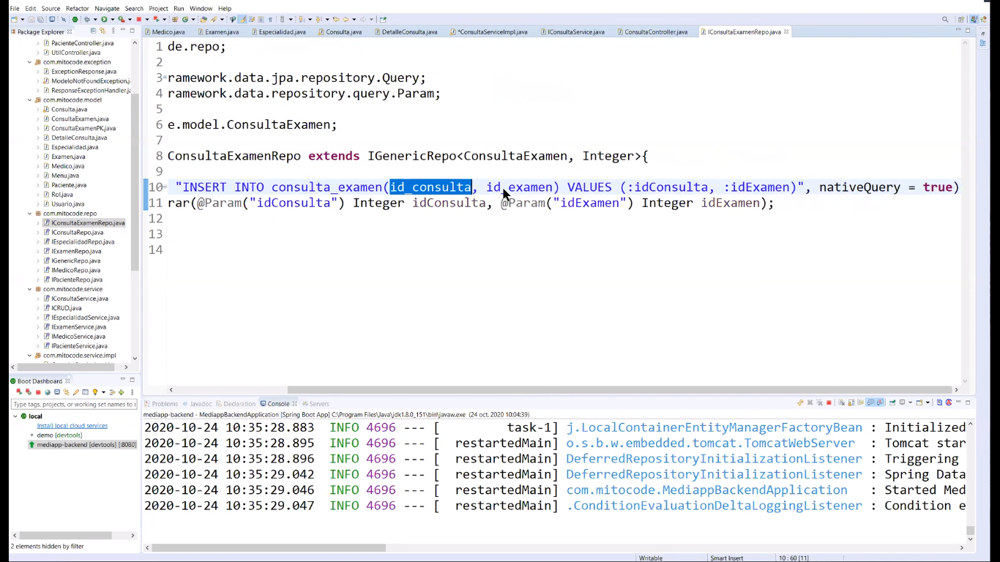 File Edit Source Refactor Navigate Search Project Run Window Help
Package Explorer
Medico.java Examen.java Especialidad.java Consulta.java DetalleConsulta.java *ConsultaServiceImpl.java IConsultaService.java ConsultaController.java IConsultaExamenRepo.java
PacienteController.java
UtilController.java
com.mitocode.exception
ExceptionResponse.java
ModeloNotFoundException.j
ResponseExceptionHandler.ja
com.mitocode.model
Consulta.java
ConsultaExamen.java
ConsultaExamenPK.java
DetalleConsulta.java
Especialidad.java
Examen.java
Medico.java
Menu.java
Paciente.java
Rol.java
Usuario.java
com.mitocode.repo
IConsultaExamenRepo.java
IConsultaRepo.java
IEspecialidadRepo.java
IExamenRepo.java
IGenericRepo.java
IMedicoRepo.java
IPacienteRepo.java
com.mitocode.service
IConsultaService.java
ICRUD.java
IEspecialidadService.java
IExamenService.java
IMedicoService.java
IPacienteService.java
com.mitocode.service.impl
1 de.repo;
2
3 ramework.data.jpa.repository.Query;
4 ramework.data.repository.query.Param;
5
6 e.model.ConsultaExamen;
7
8 ConsultaExamenRepo extends IGenericRepo<ConsultaExamen, Integer>{
9
10 "INSERT INTO consulta_examen(id_consulta, id_examen) VALUES (:idConsulta, :idExamen)", nativeQuery = true)
11 rar(@Param("idConsulta") Integer idConsulta, @Param("idExamen") Integer idExamen);
12
13
14
Boot Dashboard
Type tags, projects, or working set names to r
local
Install local cloud services
demo [devtools]
mediapp-backend [devtools] [:8080]
2 elements hidden by filter
Problems Javadoc Declaration Console Servers
mediapp-backend - MediappBackendApplication [Spring Boot App] C:\Program Files\Java\jdk1.8.0_151\bin\javaw.exe (24 oct. 2020 10:04:39)
2020-10-24 10:35:28.883 INFO 4696 --- [ task-1] j.LocalContainerEntityManagerFactoryBean : Initialized
2020-10-24 10:35:28.895 INFO 4696 --- [ restartedMain] o.s.b.w.embedded.tomcat.TomcatWebServer : Tomcat star
2020-10-24 10:35:28.896 INFO 4696 --- [ restartedMain] DeferredRepositoryInitializationListener : Triggering
2020-10-24 10:35:29.042 INFO 4696 --- [ restartedMain] DeferredRepositoryInitializationListener : Spring Data
2020-10-24 10:35:29.046 INFO 4696 --- [ restartedMain] com.mitocode.MediappBackendApplication : Started Med
2020-10-24 10:35:29.047 INFO 4696 --- [ restartedMain] .ConditionEvaluationDeltaLoggingListener : Condition e
Writable Smart Insert 10 : 60 [11]